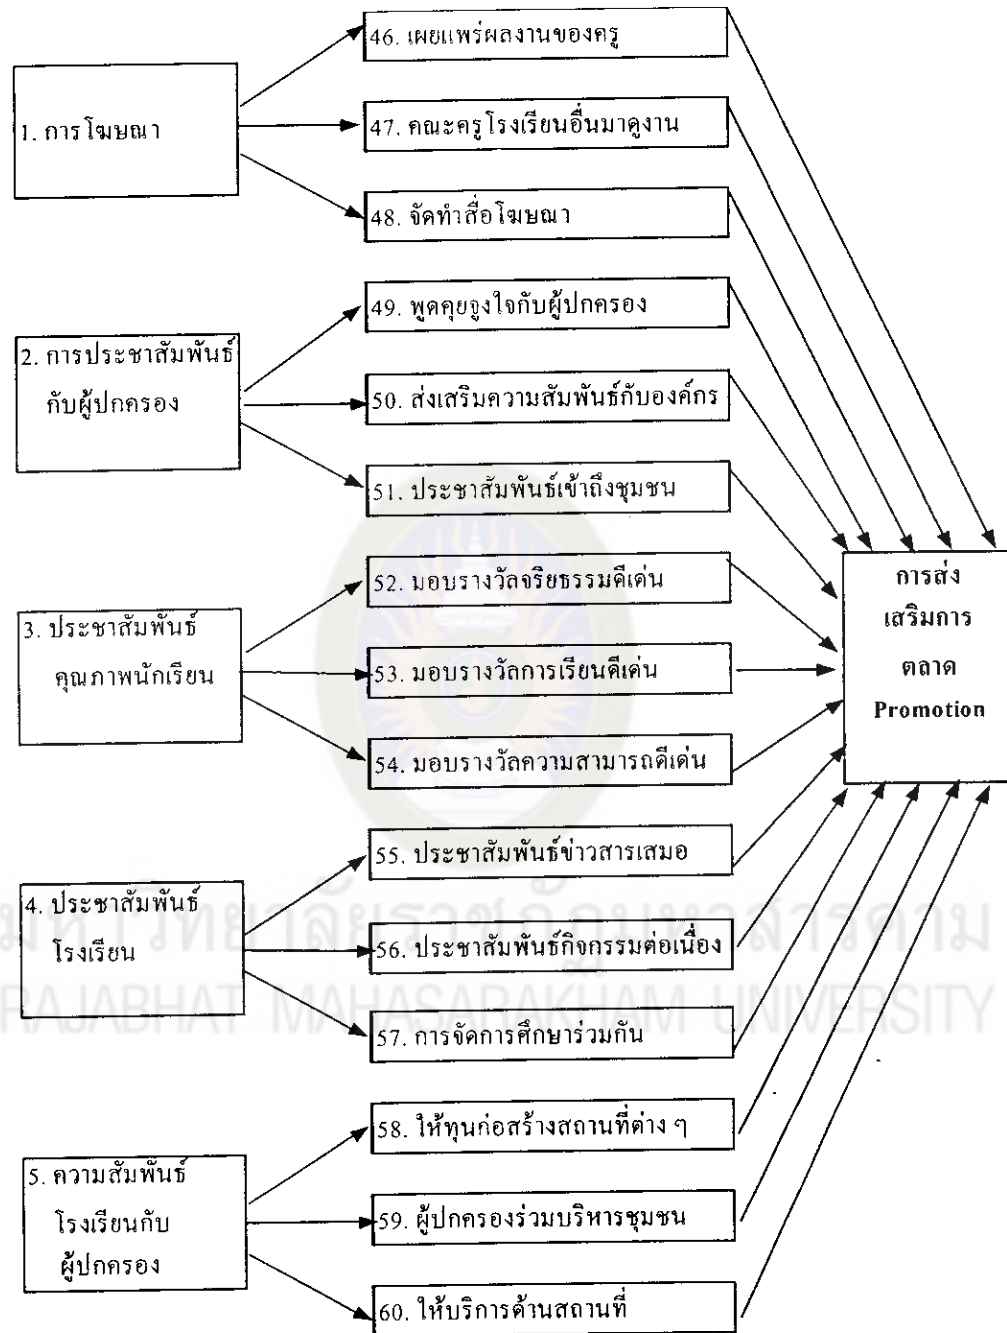 46. เผยแพร่ผลงานของครู
1. การโฆษณา
47. คณะครูโรงเรียนอื่นมาดูงาน
48. จัดทำสื่อโฆษณา
49. พูดคุยจูงใจกับผู้ปกครอง
2. การประชาสัมพันธ์
กับผู้ปกครอง
50. ส่งเสริมความสัมพันธ์กับองค์กร
51. ประชาสัมพันธ์เข้าถึงชุมชน
52. มอบรางวัลจริยธรรมดีเด่น
3. ประชาสัมพันธ์
คุณภาพนักเรียน
53. มอบรางวัลการเรียนดีเด่น
54. มอบรางวัลความสามารถดีเด่น
การส่ง
เสริมการ
ตลาด
Promotion
55. ประชาสัมพันธ์ข่าวสารเสมอ
4. ประชาสัมพันธ์
โรงเรียน
56. ประชาสัมพันธ์กิจกรรมต่อเนื่อง
57. การจัดการศึกษาร่วมกัน
58. ให้ทุนก่อสร้างสถานที่ต่าง ๆ
5. ความสัมพันธ์
โรงเรียนกับ
ผู้ปกครอง
59. ผู้ปกครองร่วมบริหารชุมชน
60. ให้บริการด้านสถานที่
มหาวิทยาลัยราชภัฏมหาสารคาม
RAJABHAT MAHASARAKHAM UNIVERSITY